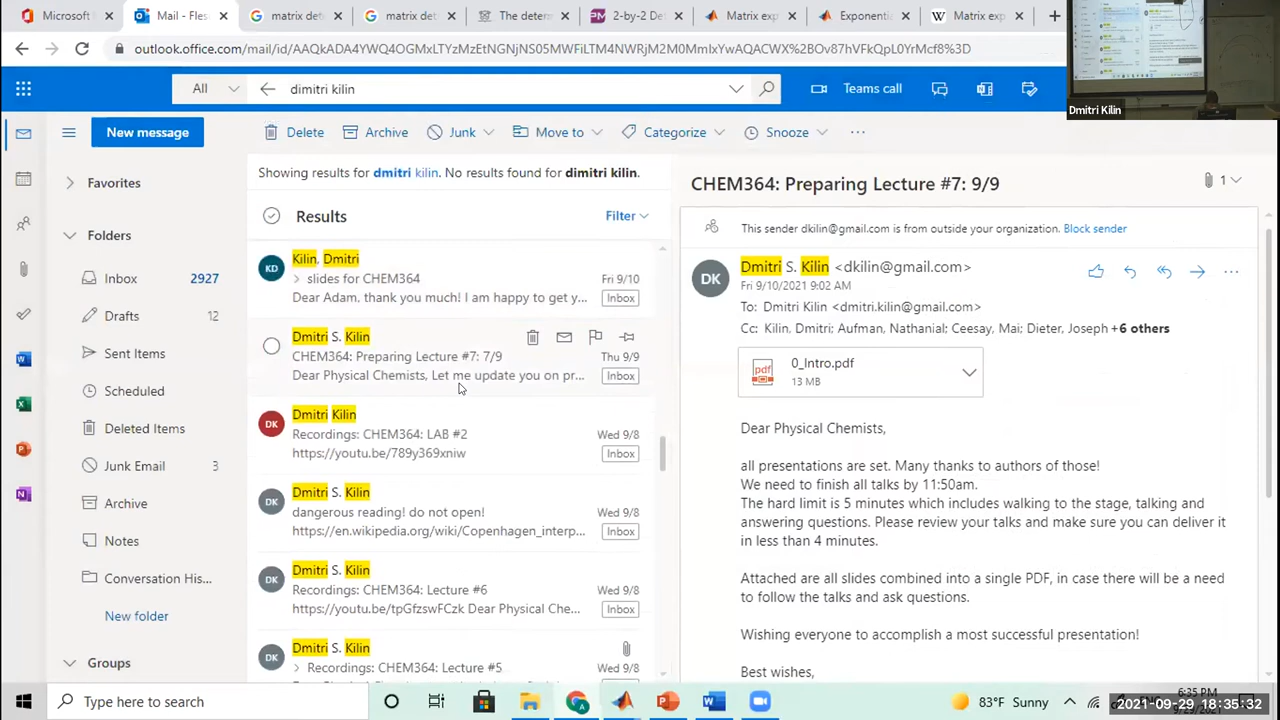 Microsoft Of
Mail - Fles
matrix d
The de
2.ay-2
Matrix e
outlook.office.com/mail/id/
All
dimitri kilin
Teams call
Dmitri Kilin
New message
Delete
Archive
Junk
Move to
Categorize
Snooze
Favorites
Folders
Inbox 2927
Drafts 12
Sent Items
Scheduled
Deleted Items
Junk Email 3
Archive
Notes
Conversation His...
New folder
Groups
Showing results for dmitri kilin. No results found for dimitri kilin.
Results
Filter
KD
Kilin, Dmitri
slides for CHEM364 Fri 9/10
Dear Adam, thank you much! I am happy to get y... Inbox
Dmitri S. Kilin
CHEM364: Preparing Lecture #7: 7/9 Thu 9/9
Dear Physical Chemists, Let me update you on pr... Inbox
DK
Dmitri Kilin
Recordings: CHEM364: LAB #2 Wed 9/8
https://youtu.be/789y369xniw Inbox
DK
Dmitri S. Kilin
dangerous reading! do not open! Wed 9/8
https://en.wikipedia.org/wiki/Copenhagen_interp... Inbox
DK
Dmitri S. Kilin
Recordings: CHEM364: Lecture #6 Wed 9/8
https://youtu.be/tpGfzswFCzk Dear Physical Che... Inbox
DK
Dmitri S. Kilin
Recordings: CHEM364: Lecture #5 Wed 9/8
CHEM364: Preparing Lecture #7: 9/9
1
This sender dkilin@gmail.com is from outside your organization. Block sender
DK
Dmitri S. Kilin <dkilin@gmail.com>
Fri 9/10/2021 9:02 AM
To: Dmitri Kilin <dmitri.kilin@gmail.com>
Cc: Kilin, Dmitri; Aufman, Nathanial; Ceesay, Mai; Dieter, Joseph +6 others
pdf
0_Intro.pdf
13 MB
Dear Physical Chemists,
all presentations are set. Many thanks to authors of those!
We need to finish all talks by 11:50am.
The hard limit is 5 minutes which includes walking to the stage, talking and
answering questions. Please review your talks and make sure you can deliver it
in less than 4 minutes.
Attached are all slides combined into a single PDF, in case there will be a need
to follow the talks and ask questions.
Wishing everyone to accomplish a most successful presentation!
Best wishes,
Type here to search
83°F Sunny
6:35 PM
2021-09-29 18:35:32